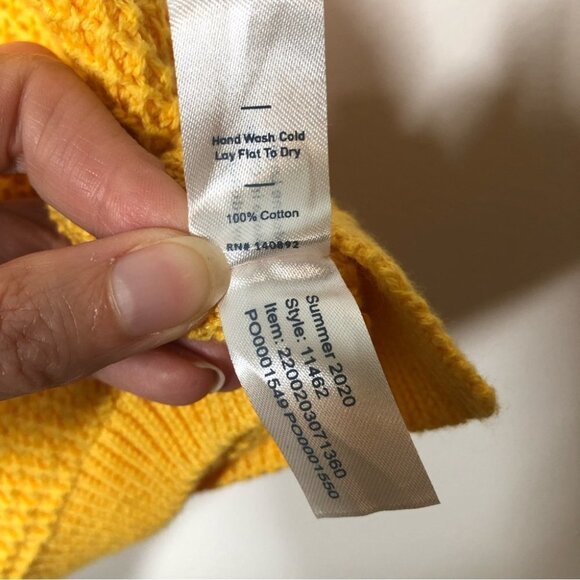 Hand Wash Cold
Lay Flat To Dry
100% Cotton
RN# 140892
Summer 2020
Style: 11462
Item: 2200203071360
PO0001549 PO0001550